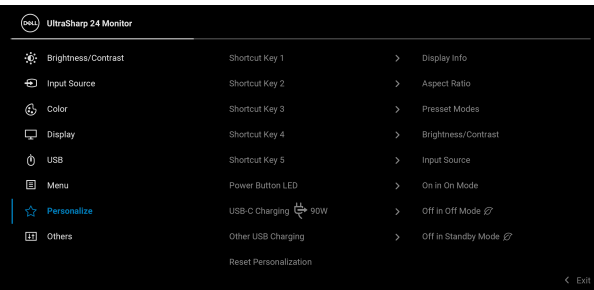 DELL UltraSharp 24 Monitor
Brightness/Contrast Shortcut Key 1 > Display Info
Input Source Shortcut Key 2 > Aspect Ratio
Color Shortcut Key 3 > Presset Modes
Display Shortcut Key 4 > Brightness/Contrast
USB Shortcut Key 5 > Input Source
Menu Power Button LED > On in On Mode
Personalize USB-C Charging 90W > Off in Off Mode
Others Other USB Charging > Off in Standby Mode
Reset Personalization
< Exit